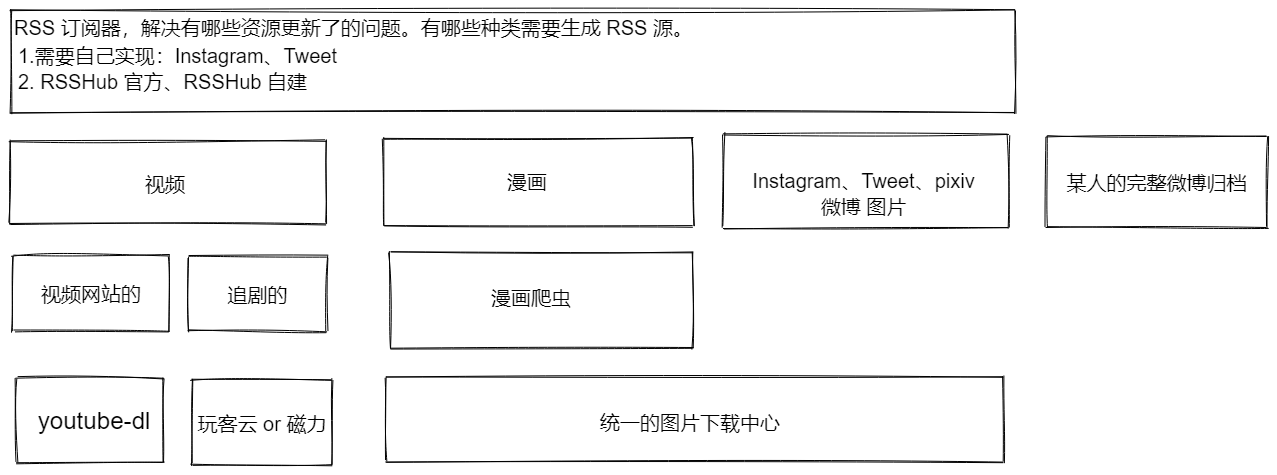 RSS 订阅器，解决有哪些资源更新了的问题。有哪些种类需要生成 RSS 源。
1.需要自己实现：Instagram、Tweet
2. RSSHub 官方、RSSHub 自建
视频
漫画
Instagram、Tweet、pixiv
微博 图片
某人的完整微博归档
视频网站的
追剧的
漫画爬虫
youtube-dl
玩客云 or 磁力
统一的图片下载中心